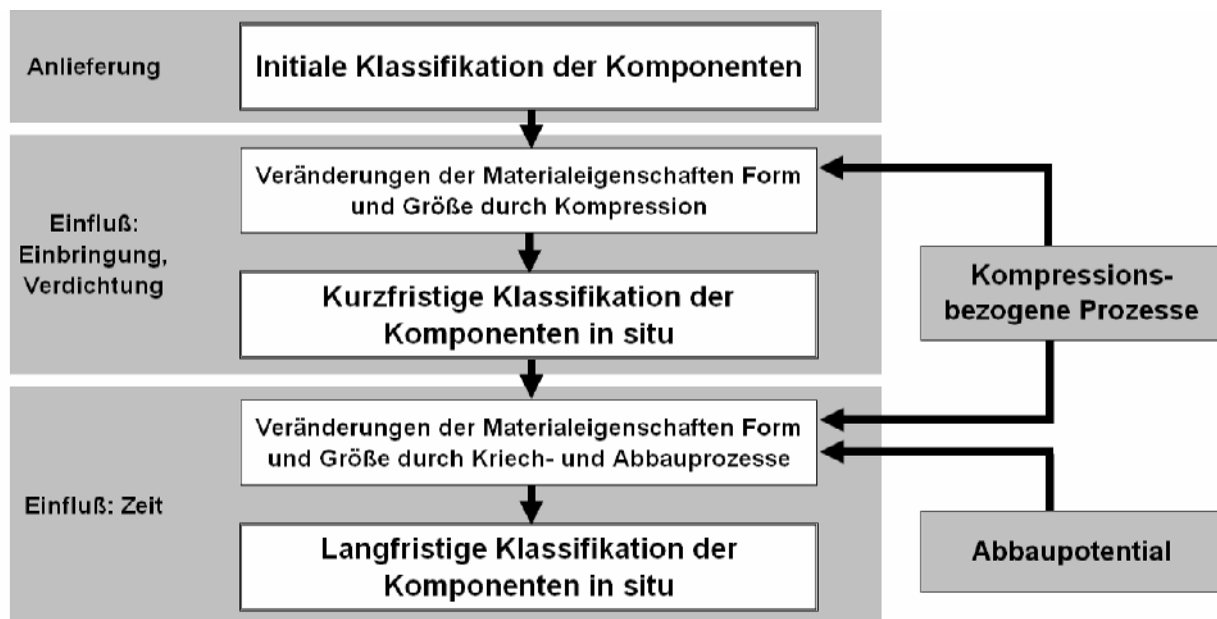 Anlieferung
Initiale Klassifikation der Komponenten
Einfluß:
Einbringung,
Verdichtung
Veränderungen der Materialeigenschaften Form
und Größe durch Kompression
Kurzfristige Klassifikation der
Komponenten in situ
Kompressions-
bezogene Prozesse
Einfluß: Zeit
Veränderungen der Materialeigenschaften Form
und Größe durch Kriech- und Abbauprozesse
Langfristige Klassifikation der
Komponenten in situ
Abbaupotential